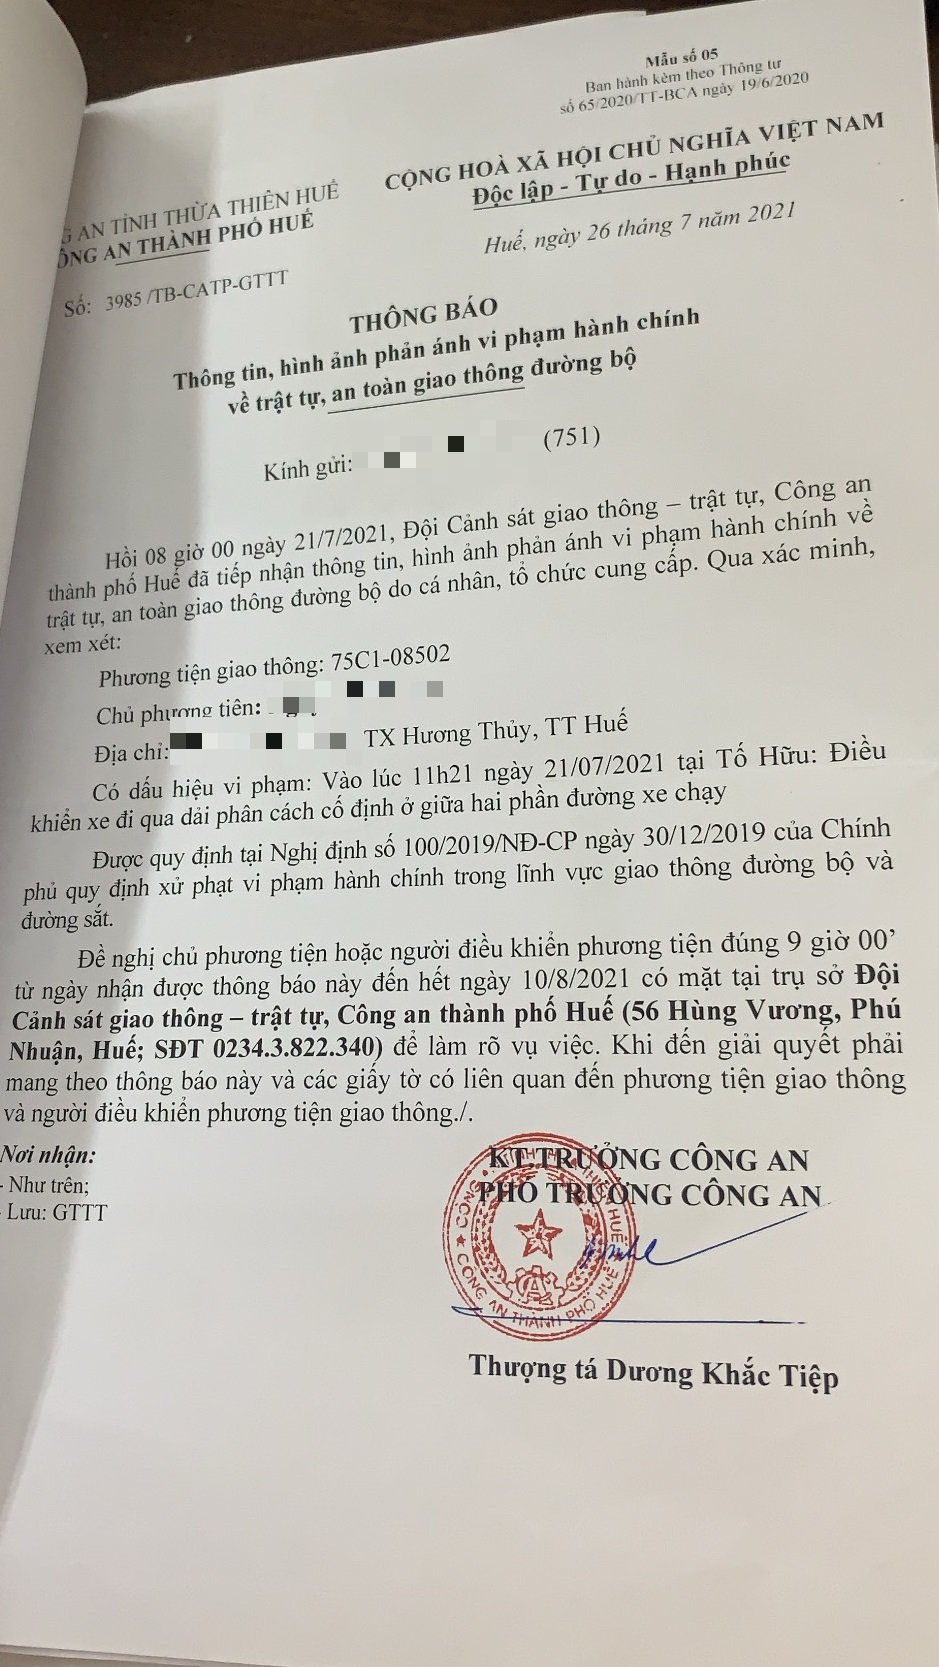 Mẫu số 05
Ban hành kèm theo Thông tư
số 65/2020/TT-BCA ngày 19/6/2020
G AN TỈNH THỪA THIÊN HUẾ
ÔNG AN THÀNH PHỐ HUẾ
CỘNG HOÀ XÃ HỘI CHỦ NGHĨA VIỆT NAM
Độc lập - Tự do - Hạnh phúc
Số: 3985 /TB-CATP-GTTT
Huế, ngày 26 tháng 7 năm 2021
THÔNG BÁO
Thông tin, hình ảnh phản ánh vi phạm hành chính
về trật tự, an toàn giao thông đường bộ
Kính gửi: (751)
Hồi 08 giờ 00 ngày 21/7/2021, Đội Cảnh sát giao thông – trật tự, Công an
thành phố Huế đã tiếp nhận thông tin, hình ảnh phản ánh vi phạm hành chính về
trật tự, an toàn giao thông đường bộ do cá nhân, tổ chức cung cấp. Qua xác minh,
xem xét:
Phương tiện giao thông: 75C1-08502
Chủ phương tiên:
Địa chỉ: TX Hương Thủy, TT Huế
Có dấu hiệu vi phạm: Vào lúc 11h21 ngày 21/07/2021 tại Tố Hữu: Điều
khiển xe đi qua dải phân cách cố định ở giữa hai phần đường xe chạy
Được quy định tại Nghị định số 100/2019/NĐ-CP ngày 30/12/2019 của Chính
phủ quy định xử phạt vi phạm hành chính trong lĩnh vực giao thông đường bộ và
đường sắt.
Đề nghị chủ phương tiện hoặc người điều khiển phương tiện đúng 9 giờ 00’
từ ngày nhận được thông báo này đến hết ngày 10/8/2021 có mặt tại trụ sở Đội
Cảnh sát giao thông – trật tự, Công an thành phố Huế (56 Hùng Vương, Phú
Nhuận, Huế; SĐT 0234.3.822.340) để làm rõ vụ việc. Khi đến giải quyết phải
mang theo thông báo này và các giấy tờ có liên quan đến phương tiện giao thông
và người điều khiển phương tiện giao thông./.
Nơi nhận:
- Như trên;
- Lưu: GTTT
KT.TRƯỞNG CÔNG AN
PHÓ TRƯỞNG CÔNG AN
CÔNG AN THÀNH PHỐ HUẾ
Thượng tá Dương Khắc Tiệp